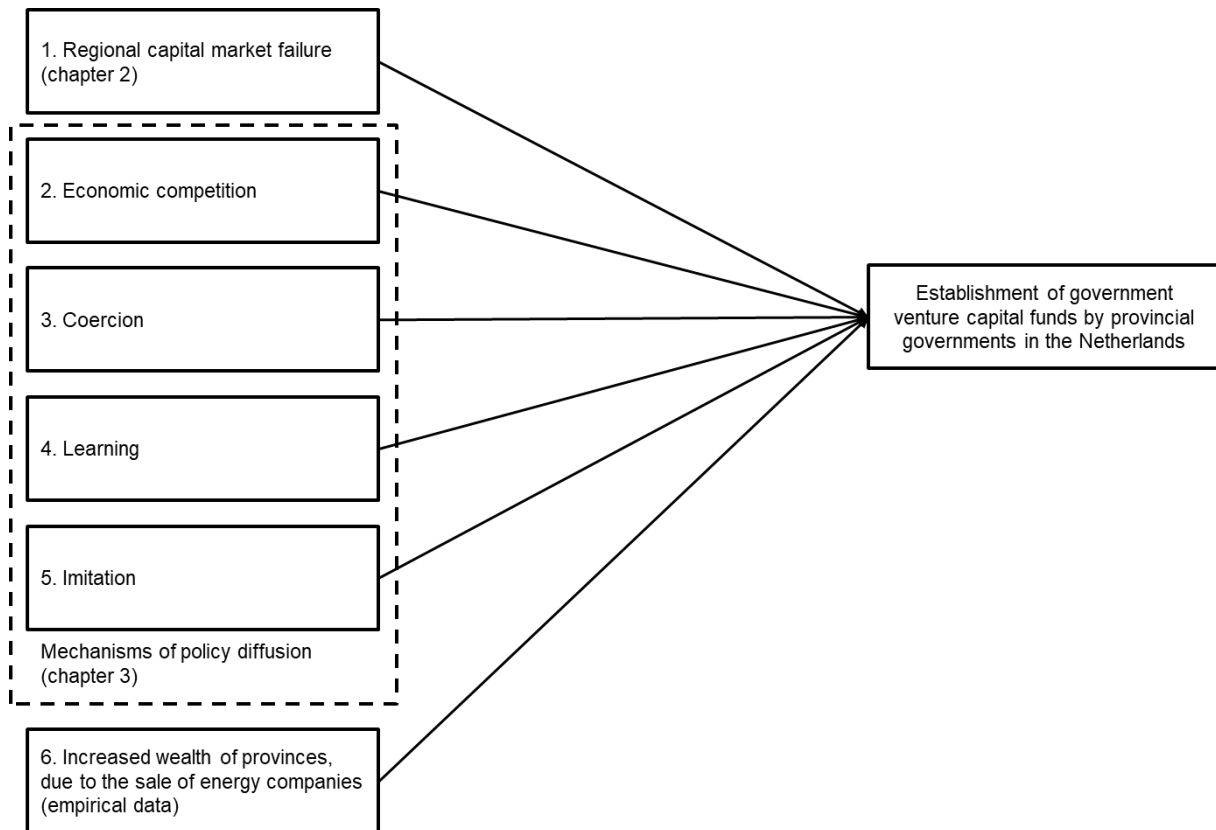 1. Regional capital market failure
(chapter 2)
2. Economic competition
3. Coercion
4. Learning
5. Imitation
Mechanisms of policy diffusion
(chapter 3)
6. Increased wealth of provinces,
due to the sale of energy companies
(empirical data)
Establishment of government
venture capital funds by provincial
governments in the Netherlands